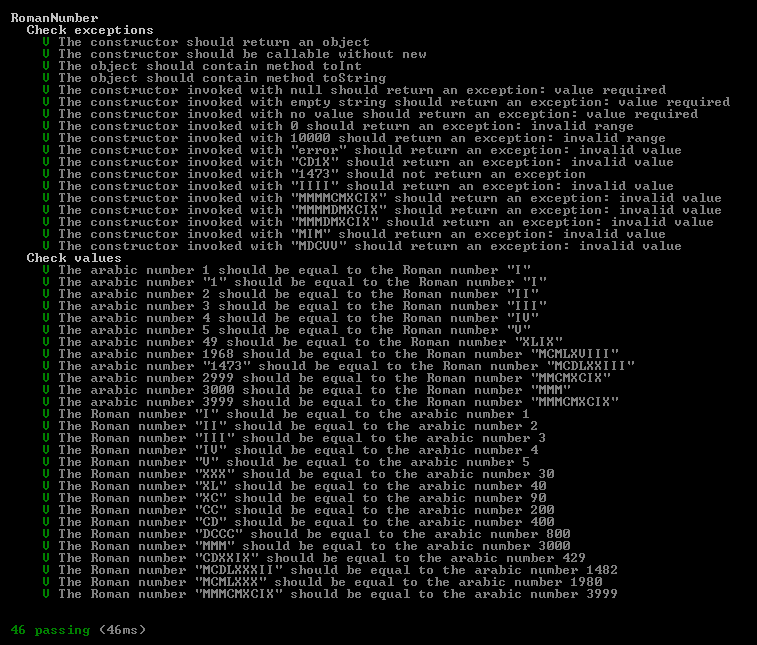 RomanNumber
Check exceptions
V The constructor should return an object
V The constructor should be callable without new
V The object should contain method toInt
V The object should contain method toString
V The constructor invoked with null should return an exception: value required
V The constructor invoked with empty string should return an exception: value required
V The constructor invoked with no value should return an exception: value required
V The constructor invoked with 0 should return an exception: invalid range
V The constructor invoked with 10000 should return an exception: invalid range
V The constructor invoked with "error" should return an exception: invalid value
V The constructor invoked with "CD1X" should return an exception: invalid value
V The constructor invoked with "1473" should not return an exception
V The constructor invoked with "IIII" should return an exception: invalid value
V The constructor invoked with "MMMMCMXCIX" should return an exception: invalid value
V The constructor invoked with "MMMMDMXCIX" should return an exception: invalid value
V The constructor invoked with "MMMDMXCIX" should return an exception: invalid value
V The constructor invoked with "MIM" should return an exception: invalid value
V The constructor invoked with "MDCVV" should return an exception: invalid value
Check values
V The arabic number 1 should be equal to the Roman number "I"
V The arabic number "1" should be equal to the Roman number "I"
V The arabic number 2 should be equal to the Roman number "II"
V The arabic number 3 should be equal to the Roman number "III"
V The arabic number 4 should be equal to the Roman number "IV"
V The arabic number 5 should be equal to the Roman number "V"
V The arabic number 49 should be equal to the Roman number "XLIX"
V The arabic number 1968 should be equal to the Roman number "MCMLXVIII"
V The arabic number "1473" should be equal to the Roman number "MCDLXXIII"
V The arabic number 2999 should be equal to the Roman number "MMCMXCIX"
V The arabic number 3000 should be equal to the Roman number "MMM"
V The arabic number 3999 should be equal to the Roman number "MMMCMXCIX"
V The Roman number "I" should be equal to the arabic number 1
V The Roman number "II" should be equal to the arabic number 2
V The Roman number "III" should be equal to the arabic number 3
V The Roman number "IV" should be equal to the arabic number 4
V The Roman number "V" should be equal to the arabic number 5
V The Roman number "XXX" should be equal to the arabic number 30
V The Roman number "XL" should be equal to the arabic number 40
V The Roman number "XC" should be equal to the arabic number 90
V The Roman number "CC" should be equal to the arabic number 200
V The Roman number "CD" should be equal to the arabic number 400
V The Roman number "DCCC" should be equal to the arabic number 800
V The Roman number "MMM" should be equal to the arabic number 3000
V The Roman number "CDXXIX" should be equal to the arabic number 429
V The Roman number "MCDLXXXII" should be equal to the arabic number 1482
V The Roman number "MCMLXXX" should be equal to the arabic number 1980
V The Roman number "MMMCMXCIX" should be equal to the arabic number 3999
46 passing (46ms)